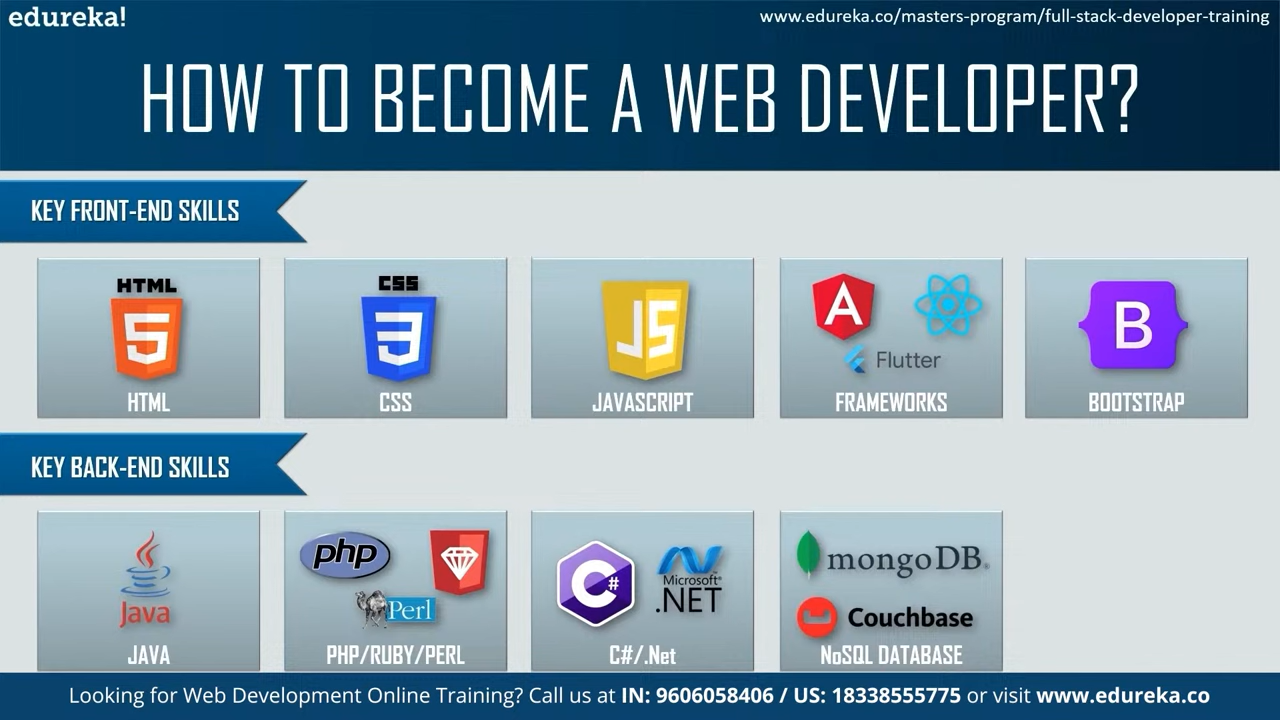 edureka!
www.edureka.co/masters-program/full-stack-developer-training
HOW TO BECOME A WEB DEVELOPER?
KEY FRONT-END SKILLS
HTML
5
HTML
CSS
3
CSS
JS
JAVASCRIPT
A
Flutter
FRAMEWORKS
B
BOOTSTRAP
KEY BACK-END SKILLS
Java
JAVA
php
Perl
PHP/RUBY/PERL
C#
Microsoft®
.NET
C#/.Net
mongoDB®
Couchbase
NoSQL DATABASE
Looking for Web Development Online Training? Call us at IN: 9606058406 / US: 18338555775 or visit www.edureka.co